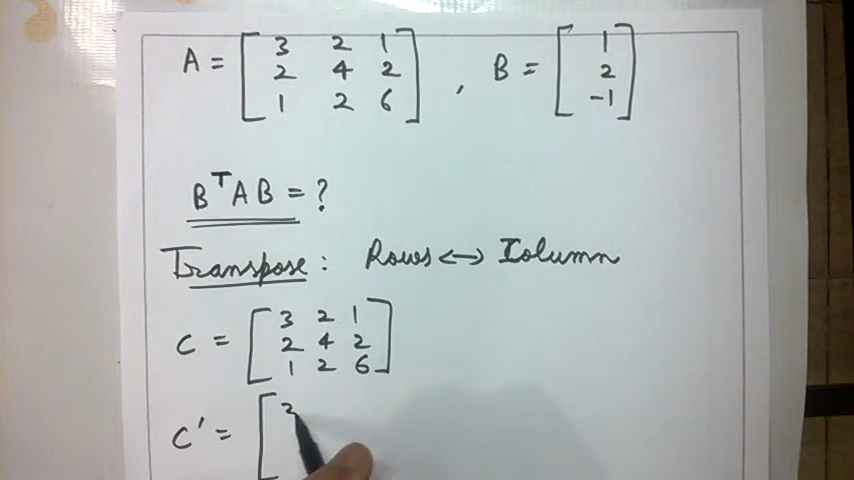 A = [ 3 2 1 ; 2 4 2 ; 1 2 6 ] , B = [ 1 ; 2 ; -1 ]
BᵀAB = ?
Transpose : Rows ↔ Column
C = [ 3 2 1 ; 2 4 2 ; 1 2 6 ]
C' = [